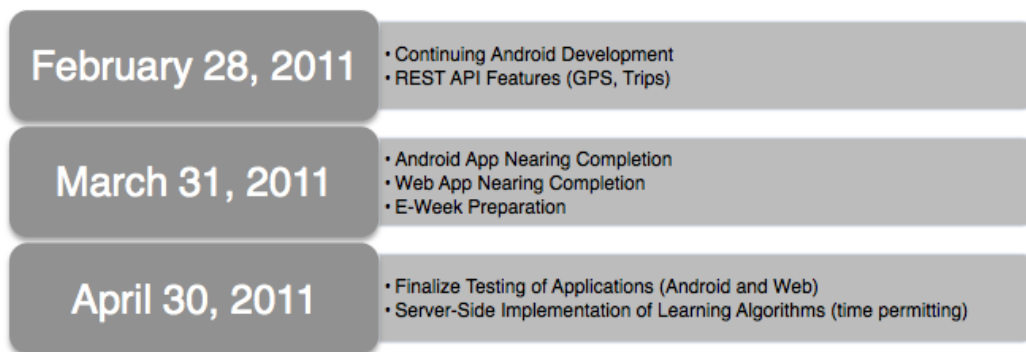 February 28, 2011
• Continuing Android Development
• REST API Features (GPS, Trips)
March 31, 2011
• Android App Nearing Completion
• Web App Nearing Completion
• E-Week Preparation
April 30, 2011
• Finalize Testing of Applications (Android and Web)
• Server-Side Implementation of Learning Algorithms (time permitting)